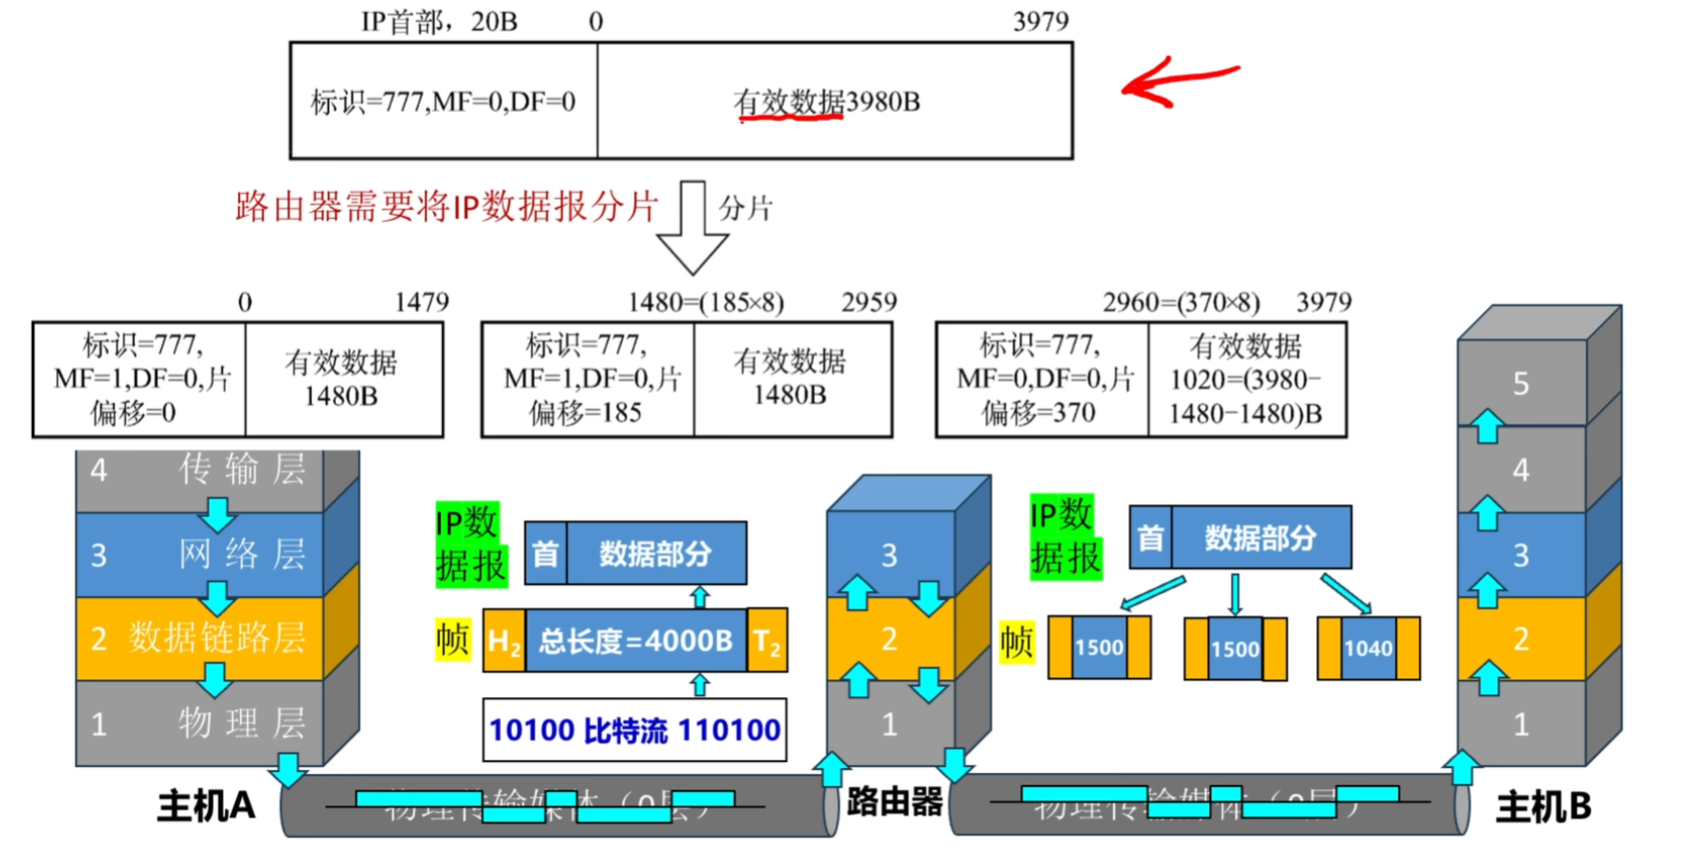 IP首部，20B 0 3979
标识=777,MF=0,DF=0
有效数据3980B
路由器需要将IP数据报分片
分片
0 1479
标识=777,
MF=1,DF=0,片
偏移=0
有效数据
1480B
1480=(185×8) 2959
标识=777,
MF=1,DF=0,片
偏移=185
有效数据
1480B
2960=(370×8) 3979
标识=777,
MF=0,DF=0,片
偏移=370
有效数据
1020=(3980-
1480-1480)B
4 传输层
3 网络层
2 数据链路层
1 物理层
主机A
IP数
据报
首 数据部分
帧
H2 总长度=4000B T2
10100 比特流 110100
3
2
1
路由器
IP数
据报
首 数据部分
帧
1500
1500
1040
5
4
3
2
1
主机B
物理传输媒体（0层）
物理传输媒体（0层）